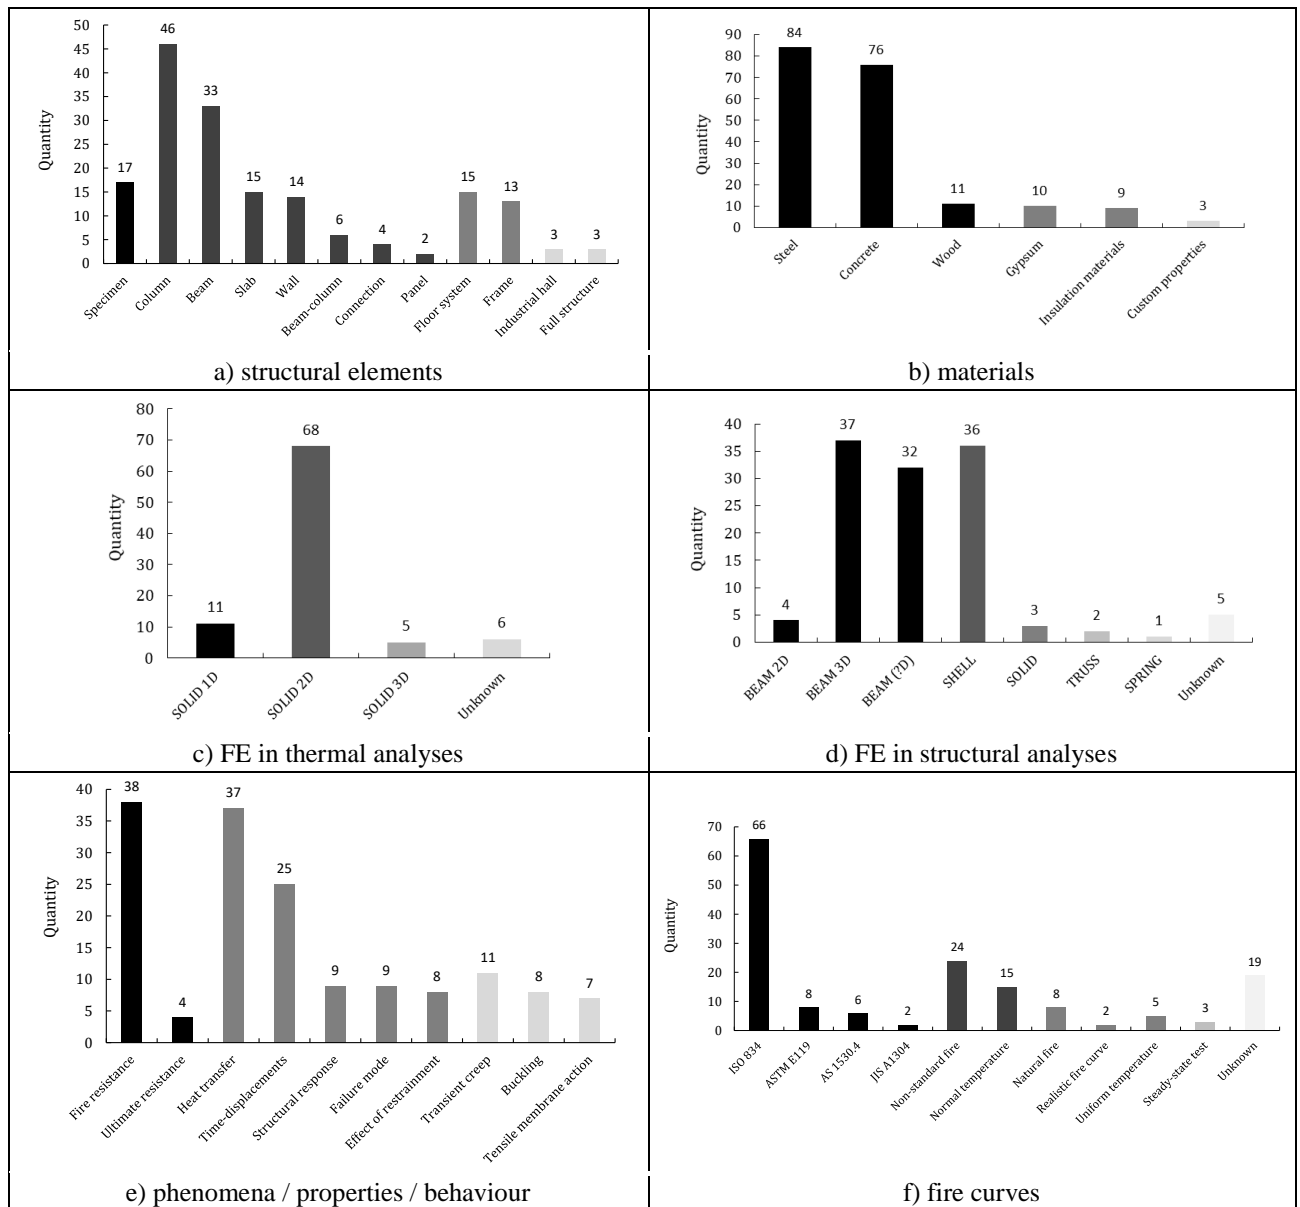 50
45
40
35
30
25
20
15
10
5
0
Quantity
17
46
33
15
14
6
4
2
15
13
3
3
Specimen
Column
Beam
Slab
Wall
Beam-column
Connection
Panel
Floor system
Frame
Industrial hall
Full structure
a) structural elements
90
80
70
60
50
40
30
20
10
0
Quantity
84
76
11
10
9
3
Steel
Concrete
Wood
Gypsum
Insulation materials
Custom properties
b) materials
80
70
60
50
40
30
20
10
0
Quantity
11
68
5
6
SOLID 1D
SOLID 2D
SOLID 3D
Unknown
c) FE in thermal analyses
40
35
30
25
20
15
10
5
0
Quantity
4
37
32
36
3
2
1
5
BEAM 2D
BEAM 3D
BEAM (?D)
SHELL
SOLID
TRUSS
SPRING
Unknown
d) FE in structural analyses
40
35
30
25
20
15
10
5
0
Quantity
38
4
37
25
9
9
8
11
8
7
Fire resistance
Ultimate resistance
Heat transfer
Time-displacements
Structural response
Failure mode
Effect of restrainment
Transient creep
Buckling
Tensile membrane action
e) phenomena / properties / behaviour
70
60
50
40
30
20
10
0
Quantity
66
8
6
2
24
15
8
2
5
3
19
ISO 834
ASTM E119
AS 1530.4
JIS A1304
Non-standard fire
Normal temperature
Natural fire
Realistic fire curve
Uniform temperature
Steady-state test
Unknown
f) fire curves